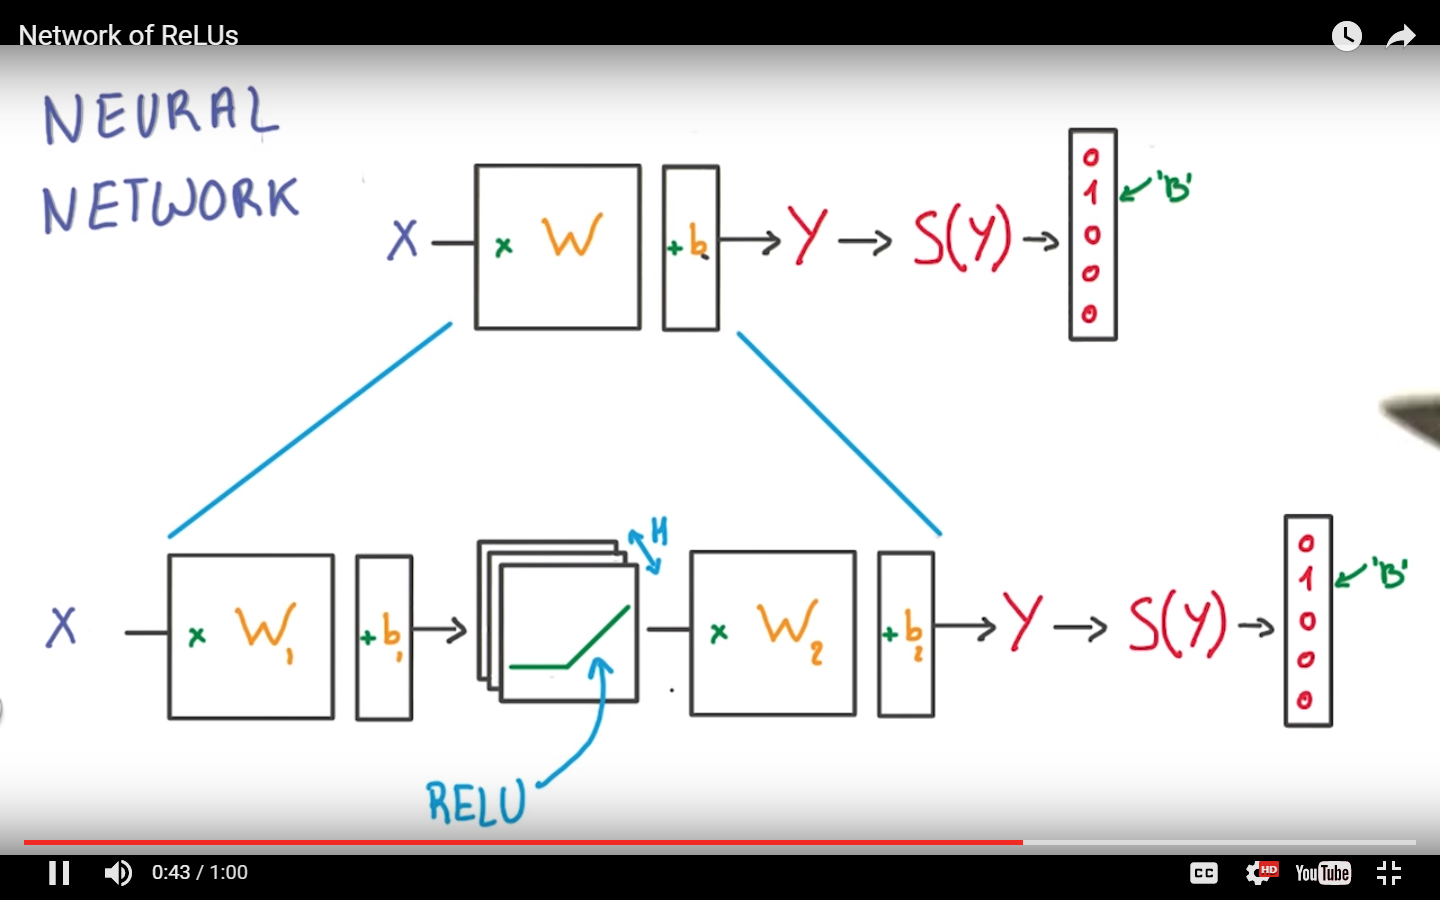 Network of ReLUs
NEURAL
NETWORK
X × W + b → Y → S(Y) →
0
1 'B'
0
0
0
H
X × W₁ + b₁ → × W₂ + b₂ → Y → S(Y) →
0
1 'B'
0
0
0
RELU
0:43 / 1:00
CC
HD
YouTube